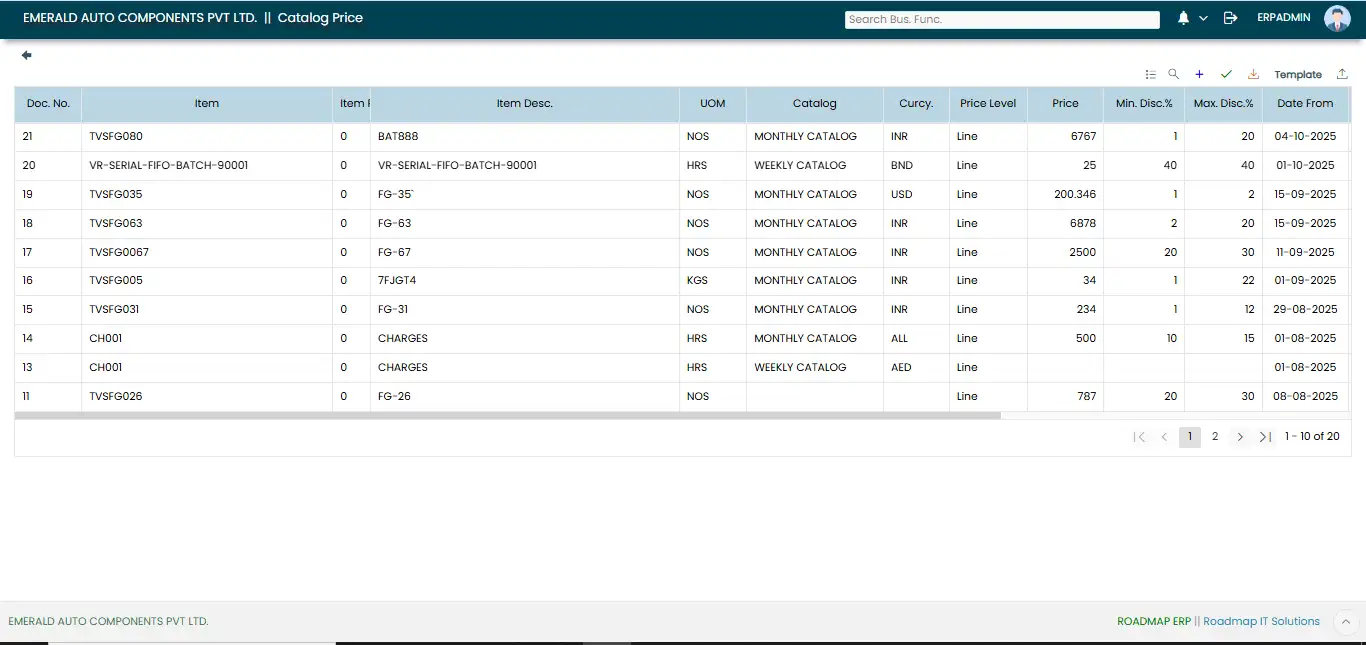 EMERALD AUTO COMPONENTS PVT LTD. || Catalog Price Search Bus. Func. ERPADMIN
Template
Doc. No. Item Item F Item Desc. UOM Catalog Curcy. Price Level Price Min. Disc.% Max. Disc.% Date From
21 TVSFG080 0 BAT888 NOS MONTHLY CATALOG INR Line 6767 1 20 04-10-2025
20 VR-SERIAL-FIFO-BATCH-90001 0 VR-SERIAL-FIFO-BATCH-90001 HRS WEEKLY CATALOG BND Line 25 40 40 01-10-2025
19 TVSFG035 0 FG-35` NOS MONTHLY CATALOG USD Line 200.346 1 2 15-09-2025
18 TVSFG063 0 FG-63 NOS MONTHLY CATALOG INR Line 6878 2 20 15-09-2025
17 TVSFG0067 0 FG-67 NOS MONTHLY CATALOG INR Line 2500 20 30 11-09-2025
16 TVSFG005 0 7FJGT4 KGS MONTHLY CATALOG INR Line 34 1 22 01-09-2025
15 TVSFG031 0 FG-31 NOS MONTHLY CATALOG INR Line 234 1 12 29-08-2025
14 CH001 0 CHARGES HRS MONTHLY CATALOG ALL Line 500 10 15 01-08-2025
13 CH001 0 CHARGES HRS WEEKLY CATALOG AED Line 01-08-2025
11 TVSFG026 0 FG-26 NOS Line 787 20 30 08-08-2025
1 2 1 - 10 of 20
EMERALD AUTO COMPONENTS PVT LTD. ROADMAP ERP || Roadmap IT Solutions